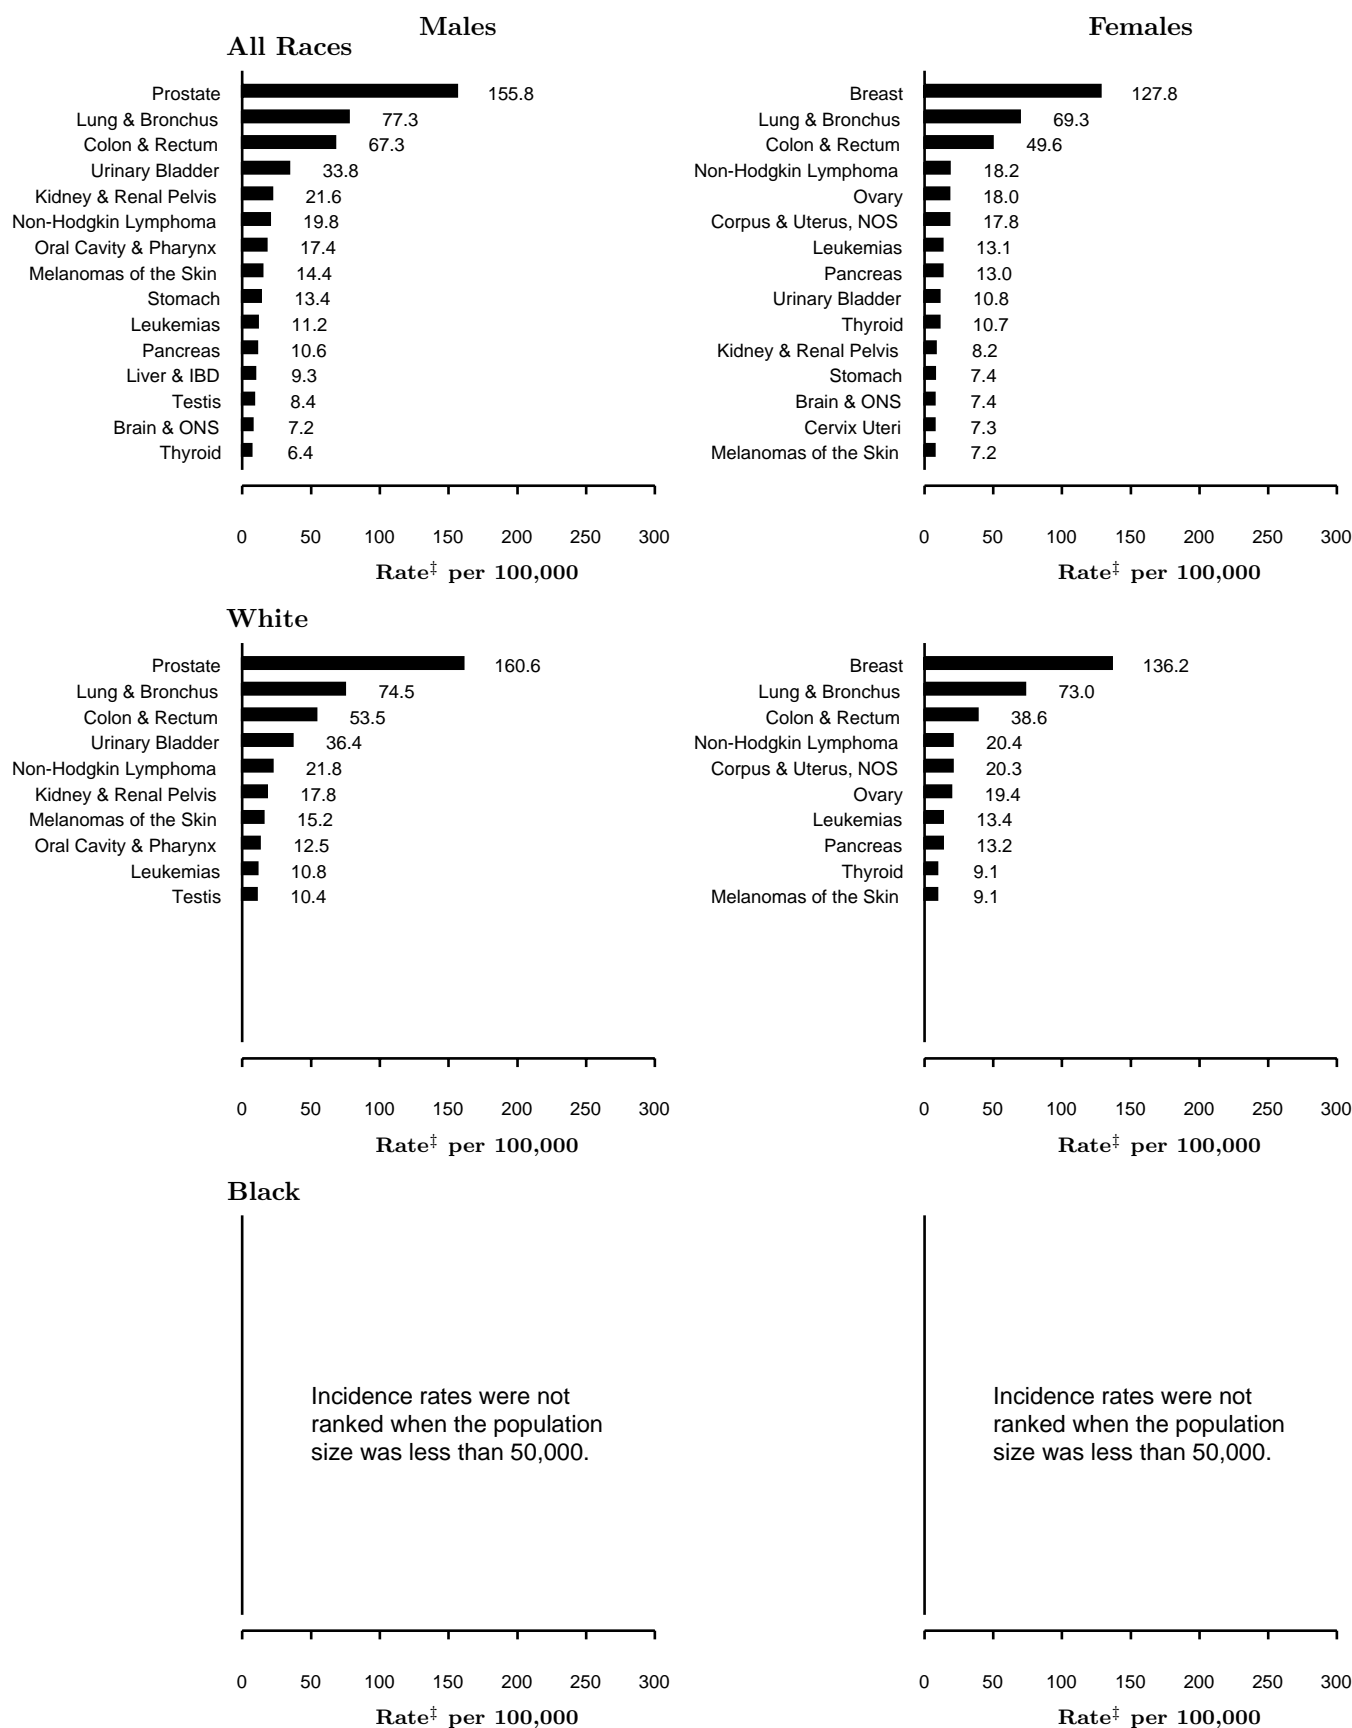 Males
Females
All Races
Prostate 155.8
Lung & Bronchus 77.3
Colon & Rectum 67.3
Urinary Bladder 33.8
Kidney & Renal Pelvis 21.6
Non-Hodgkin Lymphoma 19.8
Oral Cavity & Pharynx 17.4
Melanomas of the Skin 14.4
Stomach 13.4
Leukemias 11.2
Pancreas 10.6
Liver & IBD 9.3
Testis 8.4
Brain & ONS 7.2
Thyroid 6.4
0 50 100 150 200 250 300
Rate‡ per 100,000
Breast 127.8
Lung & Bronchus 69.3
Colon & Rectum 49.6
Non-Hodgkin Lymphoma 18.2
Ovary 18.0
Corpus & Uterus, NOS 17.8
Leukemias 13.1
Pancreas 13.0
Urinary Bladder 10.8
Thyroid 10.7
Kidney & Renal Pelvis 8.2
Stomach 7.4
Brain & ONS 7.4
Cervix Uteri 7.3
Melanomas of the Skin 7.2
0 50 100 150 200 250 300
Rate‡ per 100,000
White
Prostate 160.6
Lung & Bronchus 74.5
Colon & Rectum 53.5
Urinary Bladder 36.4
Non-Hodgkin Lymphoma 21.8
Kidney & Renal Pelvis 17.8
Melanomas of the Skin 15.2
Oral Cavity & Pharynx 12.5
Leukemias 10.8
Testis 10.4
0 50 100 150 200 250 300
Rate‡ per 100,000
Breast 136.2
Lung & Bronchus 73.0
Colon & Rectum 38.6
Non-Hodgkin Lymphoma 20.4
Corpus & Uterus, NOS 20.3
Ovary 19.4
Leukemias 13.4
Pancreas 13.2
Thyroid 9.1
Melanomas of the Skin 9.1
0 50 100 150 200 250 300
Rate‡ per 100,000
Black
Incidence rates were not
ranked when the population
size was less than 50,000.
0 50 100 150 200 250 300
Rate‡ per 100,000
Incidence rates were not
ranked when the population
size was less than 50,000.
0 50 100 150 200 250 300
Rate‡ per 100,000